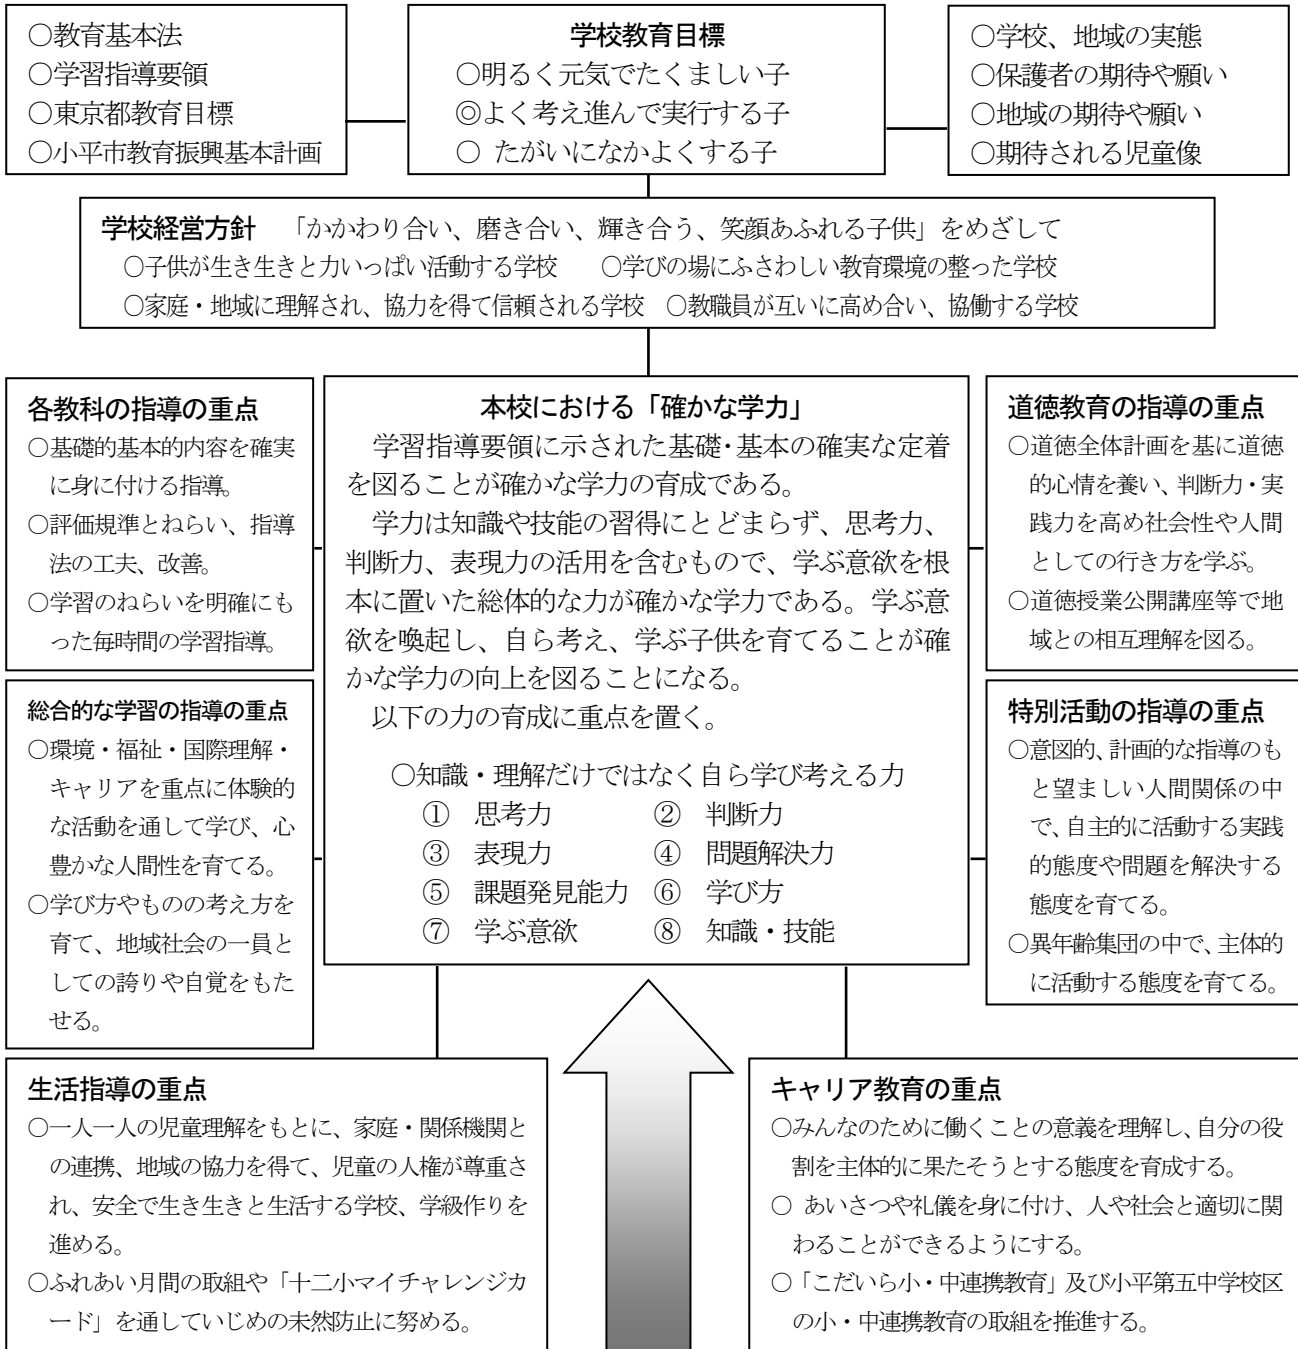 ○教育基本法
○学習指導要領
○東京都教育目標
○小平市教育振興基本計画
学校教育目標
○明るく元気でたくましい子
◎よく考え進んで実行する子
○ たがいになかよくする子
○学校、地域の実態
○保護者の期待や願い
○地域の期待や願い
○期待される児童像
学校経営方針　「かかわり合い、磨き合い、輝き合う、笑顔あふれる子供」をめざして
○子供が生き生きと力いっぱい活動する学校　○学びの場にふさわしい教育環境の整った学校
○家庭・地域に理解され、協力を得て信頼される学校　○教職員が互いに高め合い、協働する学校
各教科の指導の重点
○基礎的基本的内容を確実
に身に付ける指導。
○評価規準とねらい、指導
法の工夫、改善。
○学習のねらいを明確にも
った毎時間の学習指導。
総合的な学習の指導の重点
○環境・福祉・国際理解・
キャリアを重点に体験的
な活動を通して学び、心
豊かな人間性を育てる。
○学び方やものの考え方を
育て、地域社会の一員と
しての誇りや自覚をもた
せる。
本校における「確かな学力」
学習指導要領に示された基礎・基本の確実な定着
を図ることが確かな学力の育成である。
学力は知識や技能の習得にとどまらず、思考力、
判断力、表現力の活用を含むもので、学ぶ意欲を根
本に置いた総体的な力が確かな学力である。学ぶ意
欲を喚起し、自ら考え、学ぶ子供を育てることが確
かな学力の向上を図ることになる。
以下の力の育成に重点を置く。
○知識・理解だけではなく自ら学び考える力
①　思考力　②　判断力
③　表現力　④　問題解決力
⑤　課題発見能力　⑥　学び方
⑦　学ぶ意欲　⑧　知識・技能
道徳教育の指導の重点
○道徳全体計画を基に道徳
的心情を養い、判断力・実
践力を高め社会性や人間
としての行き方を学ぶ。
○道徳授業公開講座等で地
域との相互理解を図る。
特別活動の指導の重点
○意図的、計画的な指導のも
と望ましい人間関係の中
で、自主的に活動する実践
的態度や問題を解決する
態度を育てる。
○異年齢集団の中で、主体的
に活動する態度を育てる。
生活指導の重点
○一人一人の児童理解をもとに、家庭・関係機関と
の連携、地域の協力を得て、児童の人権が尊重さ
れ、安全で生き生きと生活する学校、学級作りを
進める。
○ふれあい月間の取組や「十二小マイチャレンジカ
ード」を通していじめの未然防止に努める。
キャリア教育の重点
○みんなのために働くことの意義を理解し、自分の役
割を主体的に果たそうとする態度を育成する。
○ あいさつや礼儀を身に付け、人や社会と適切に関
わることができるようにする。
○「こだいら小・中連携教育」及び小平第五中学校区
の小・中連携教育の取組を推進する。